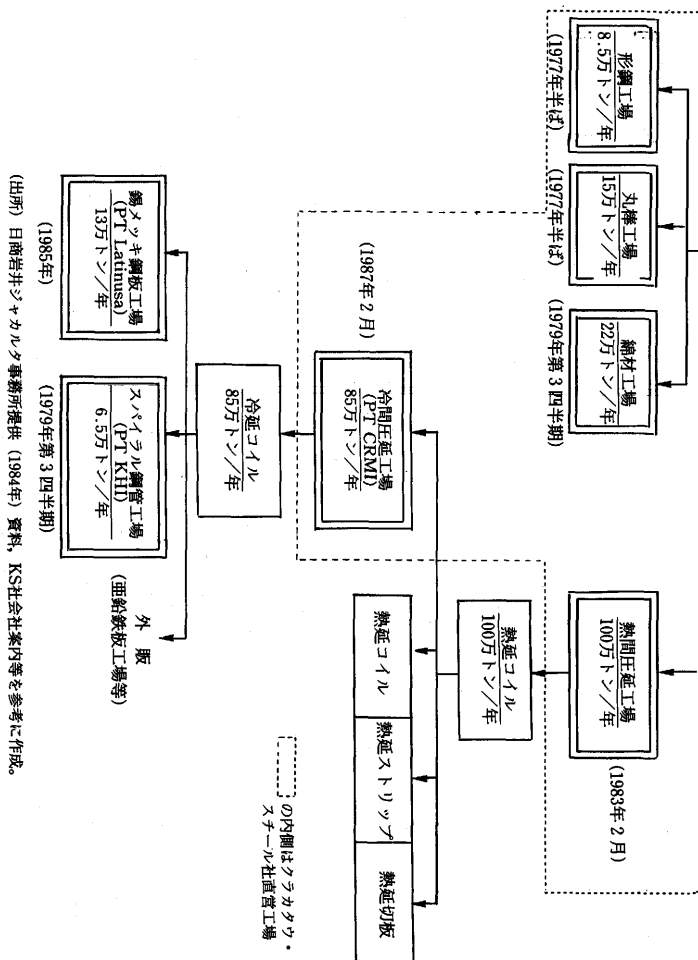 形鋼工場
8.5万トン/年
(1977年半ば)
丸棒工場
15万トン/年
(1977年半ば)
綿材工場
22万トン/年
(1979年第3四半期)
熱間圧延工場
100万トン/年
(1983年2月)
熱延コイル
100万トン/年
熱延コイル
熱延ストリップ
熱延切板
冷間圧延工場
(PT CRMI)
85万トン/年
(1987年2月)
冷延コイル
85万トン/年
錫メッキ鋼板工場
(PT Latinusa)
13万トン/年
(1985年)
スパイラル鋼管工場
(PT KHI)
6.5万トン/年
(1979年第3四半期)
外販
(亜鉛鉄板工場等)
の内側はクラカタウ・
スチール社直営工場
(出所) 日商岩井ジャカルタ事務所提供(1984年)資料,KS社会社案内等を参考に作成。